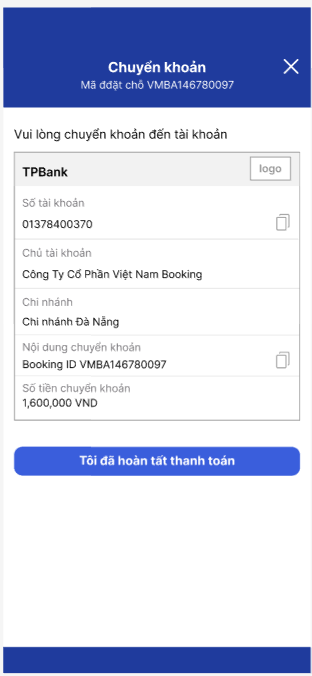 Chuyển khoản
Mã đđặt chỗ VMBA146780097
Vui lòng chuyển khoản đến tài khoản
TPBank
logo
Số tài khoản
01378400370
Chủ tài khoản
Công Ty Cổ Phần Việt Nam Booking
Chi nhánh
Chi nhánh Đà Nẵng
Nội dung chuyển khoản
Booking ID VMBA146780097
Số tiền chuyển khoản
1,600,000 VND
Tôi đã hoàn tất thanh toán